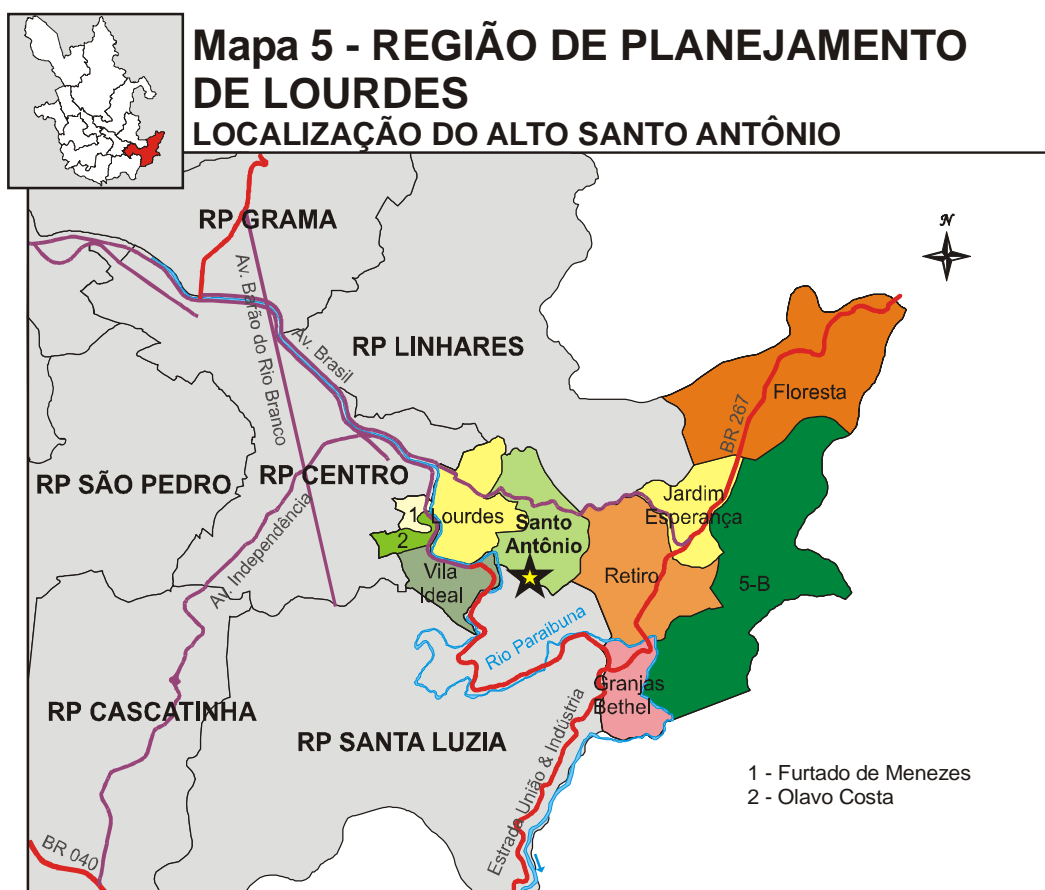 Mapa 5 - REGIÃO DE PLANEJAMENTO
DE LOURDES
LOCALIZAÇÃO DO ALTO SANTO ANTÔNIO
N
RP GRAMA
Av. Barão do Rio Branco
Av. Brasil
RP LINHARES
Floresta
BR 267
RP SÃO PEDRO
RP CENTRO
Av. Independência
1
2
Lourdes
Santo
Antônio
Jardim
Esperança
Vila
Ideal
Retiro
5-B
Rio Paraibuna
Granjas
Bethel
RP CASCATINHA
RP SANTA LUZIA
Estrada União & Indústria
BR 040
1 - Furtado de Menezes
2 - Olavo Costa